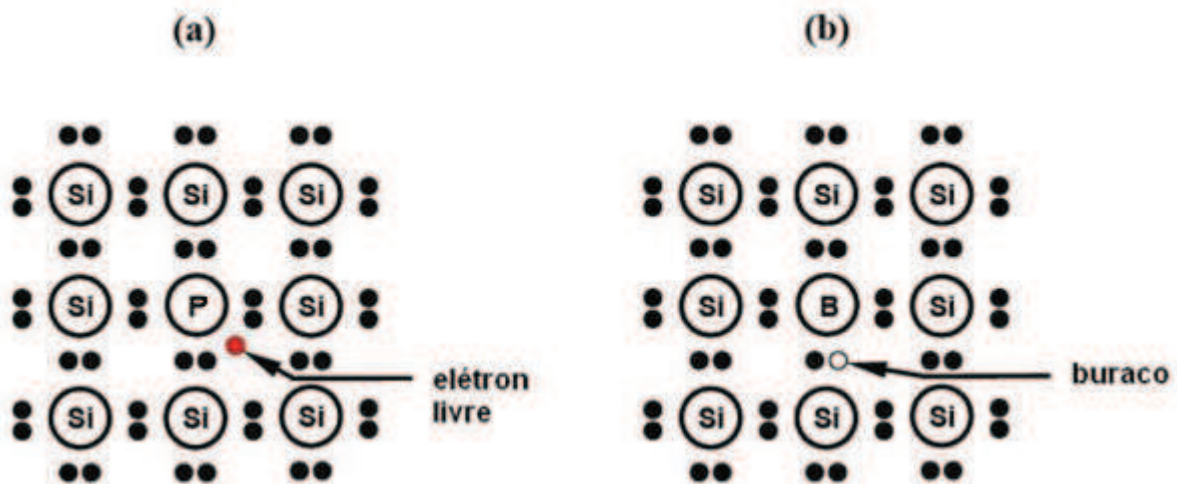 (a)
(b)
Si Si Si
Si Si Si
Si P Si
Si B Si
elétron
livre
buraco
Si Si Si
Si Si Si